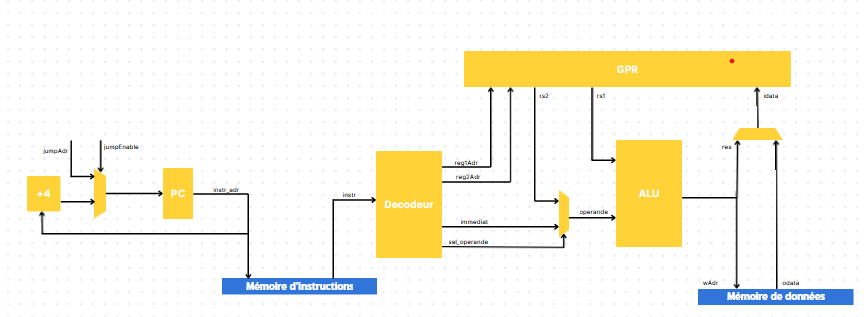 GPR
rs2
rs1
idata
jumpAdr
jumpEnable
res
+4
PC
instr_adr
instr
Decodeur
reg1Adr
reg2Adr
immediat
sel_operande
operande
ALU
wAdr
odata
Mémoire d'instructions
Mémoire de données